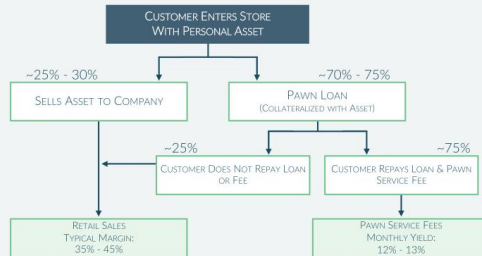 CUSTOMER ENTERS STORE
WITH PERSONAL ASSET
~25% - 30%
SELLS ASSET TO COMPANY
~70% - 75%
PAWN LOAN
(COLLATERALIZED WITH ASSET)
~25%
CUSTOMER DOES NOT REPAY LOAN
OR FEE
~75%
CUSTOMER REPAYS LOAN & PAWN
SERVICE FEE
RETAIL SALES
TYPICAL MARGIN:
35% - 45%
PAWN SERVICE FEES
MONTHLY YIELD:
12% - 13%